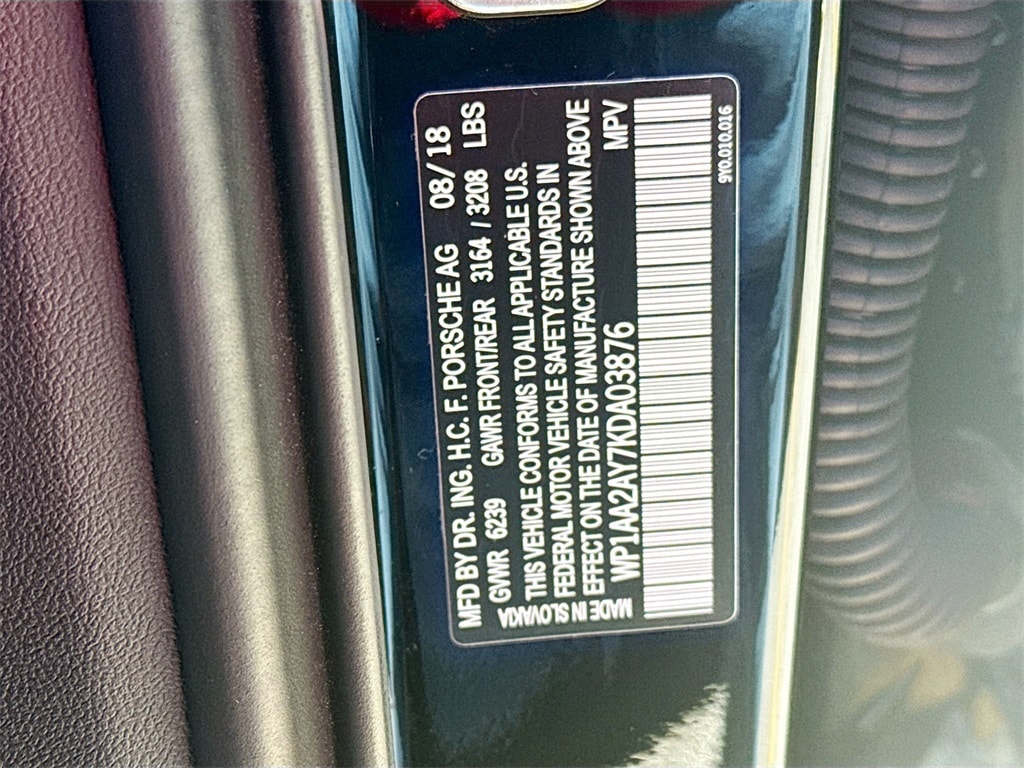 MFD BY DR. ING. H.C. F. PORSCHE AG 08/18
GVWR 6239 GAWR FRONT/REAR 3164 / 3208 LBS
THIS VEHICLE CONFORMS TO ALL APPLICABLE U.S.
FEDERAL MOTOR VEHICLE SAFETY STANDARDS IN
EFFECT ON THE DATE OF MANUFACTURE SHOWN ABOVE
MADE IN SLOVAKIA
WP1AA2AY7KDA03876 MPV
9Y0.010.016